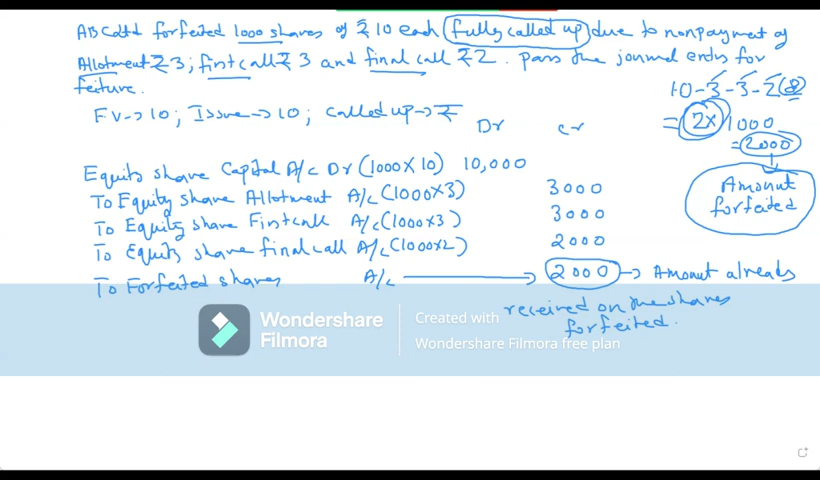 ABC Ltd forfeited 1000 shares of ₹10 each fully called up due to nonpayment of
Allotment ₹3; first call ₹3 and final call ₹2. pass the journal entry for
feiture.
10-3-3-2(8)
FV→10; Issue→10; called up→₹
= 2× 1000
= 2000
Amount
forfeited
Dr cr
Equity share Capital A/c Dr (1000×10) 10,000
To Equity share Allotment A/c (1000×3) 3000
To Equity share First call A/c (1000×3) 3000
To Equity share final call A/c (1000×2) 2000
To Forfeited shares A/c → 2000 → Amount already
received on the shares
forfeited.
Wondershare
Filmora
Created with
Wondershare Filmora free plan